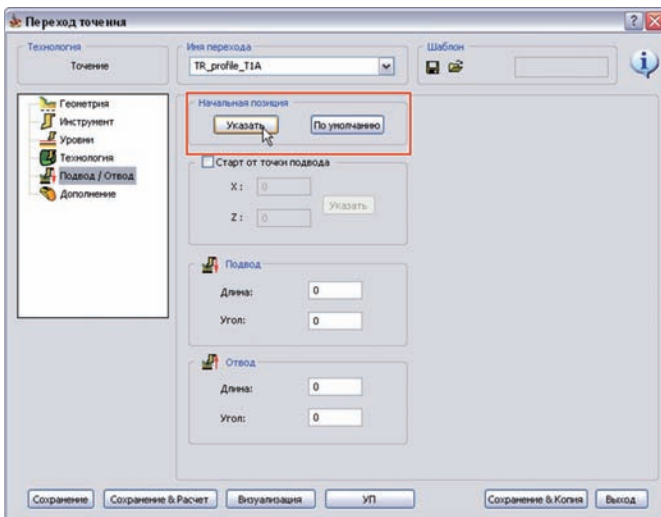 Переход точения
Технология
Точение
Имя перехода
TR_profile_T1A
Шаблон
Геометрия
Инструмент
Уровни
Технология
Подвод / Отвод
Дополнение
Начальная позиция
Указать
По умолчанию
Старт от точки подвода
X: 0
Z: 0
Указать
Подвод
Длина: 0
Угол: 0
Отвод
Длина: 0
Угол: 0
Сохранение
Сохранение & Расчет
Визуализация
УП
Сохранение & Копия
Выход